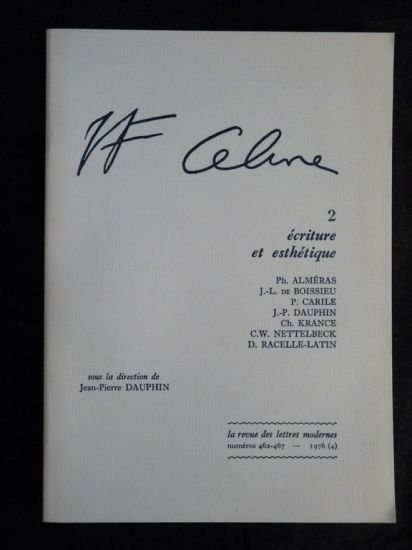 LF Céline
2
écriture
et esthétique
Ph. ALMÉRAS
J.-L. DE BOISSIEU
P. CARILE
J.-P. DAUPHIN
Ch. KRANCE
C.W. NETTELBECK
D. RACELLE-LATIN
sous la direction de
Jean-Pierre DAUPHIN
la revue des lettres modernes
numéros 462-467 — 1976 (4)